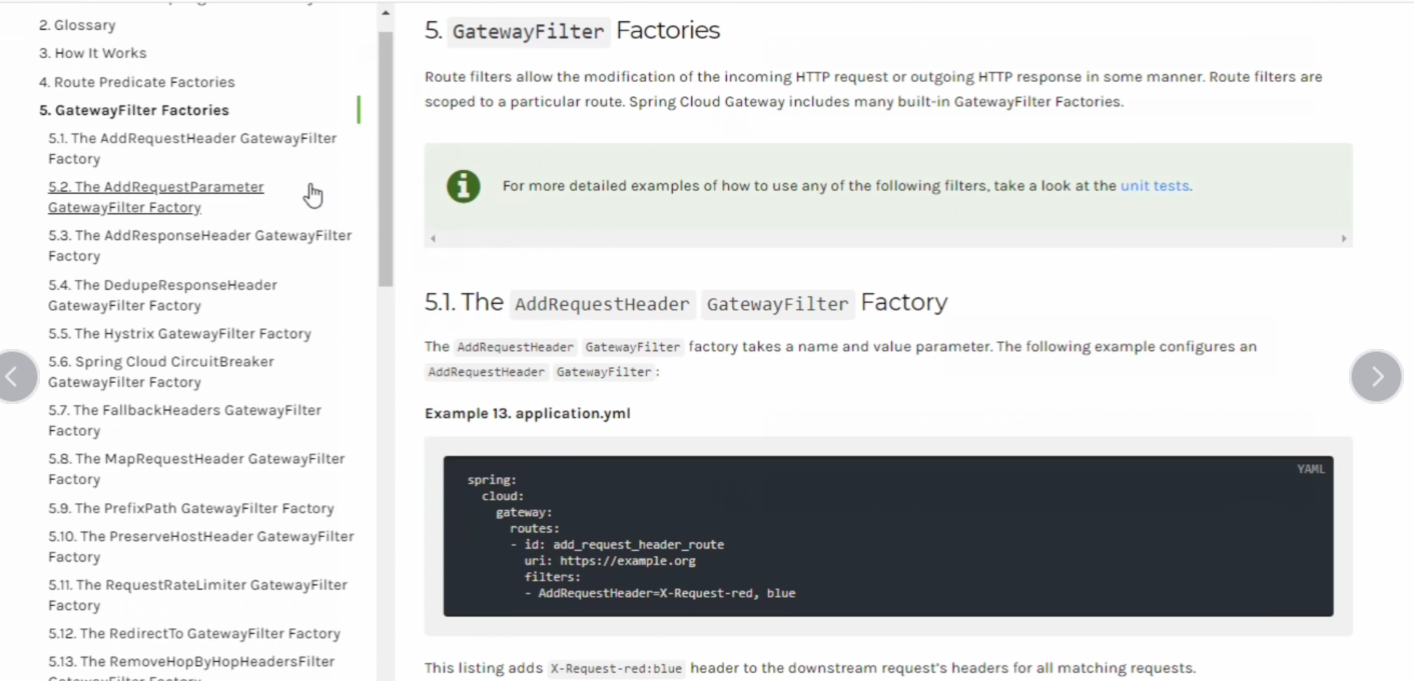 2. Glossary
3. How It Works
4. Route Predicate Factories
5. GatewayFilter Factories
5.1. The AddRequestHeader GatewayFilter
Factory
5.2. The AddRequestParameter
GatewayFilter Factory
5.3. The AddResponseHeader GatewayFilter
Factory
5.4. The DedupeResponseHeader
GatewayFilter Factory
5.5. The Hystrix GatewayFilter Factory
5.6. Spring Cloud CircuitBreaker
GatewayFilter Factory
5.7. The FallbackHeaders GatewayFilter
Factory
5.8. The MapRequestHeader GatewayFilter
Factory
5.9. The PrefixPath GatewayFilter Factory
5.10. The PreserveHostHeader GatewayFilter
Factory
5.11. The RequestRateLimiter GatewayFilter
Factory
5.12. The RedirectTo GatewayFilter Factory
5.13. The RemoveHopByHopHeadersFilter
GatewayFilter Factory
5. GatewayFilter Factories
Route filters allow the modification of the incoming HTTP request or outgoing HTTP response in some manner. Route filters are
scoped to a particular route. Spring Cloud Gateway includes many built-in GatewayFilter Factories.
For more detailed examples of how to use any of the following filters, take a look at the unit tests.
5.1. The AddRequestHeader GatewayFilter Factory
The AddRequestHeader GatewayFilter factory takes a name and value parameter. The following example configures an
AddRequestHeader GatewayFilter:
Example 13. application.yml
YAML
spring:
cloud:
gateway:
routes:
- id: add_request_header_route
uri: https://example.org
filters:
- AddRequestHeader=X-Request-red, blue
This listing adds X-Request-red:blue header to the downstream request's headers for all matching requests.